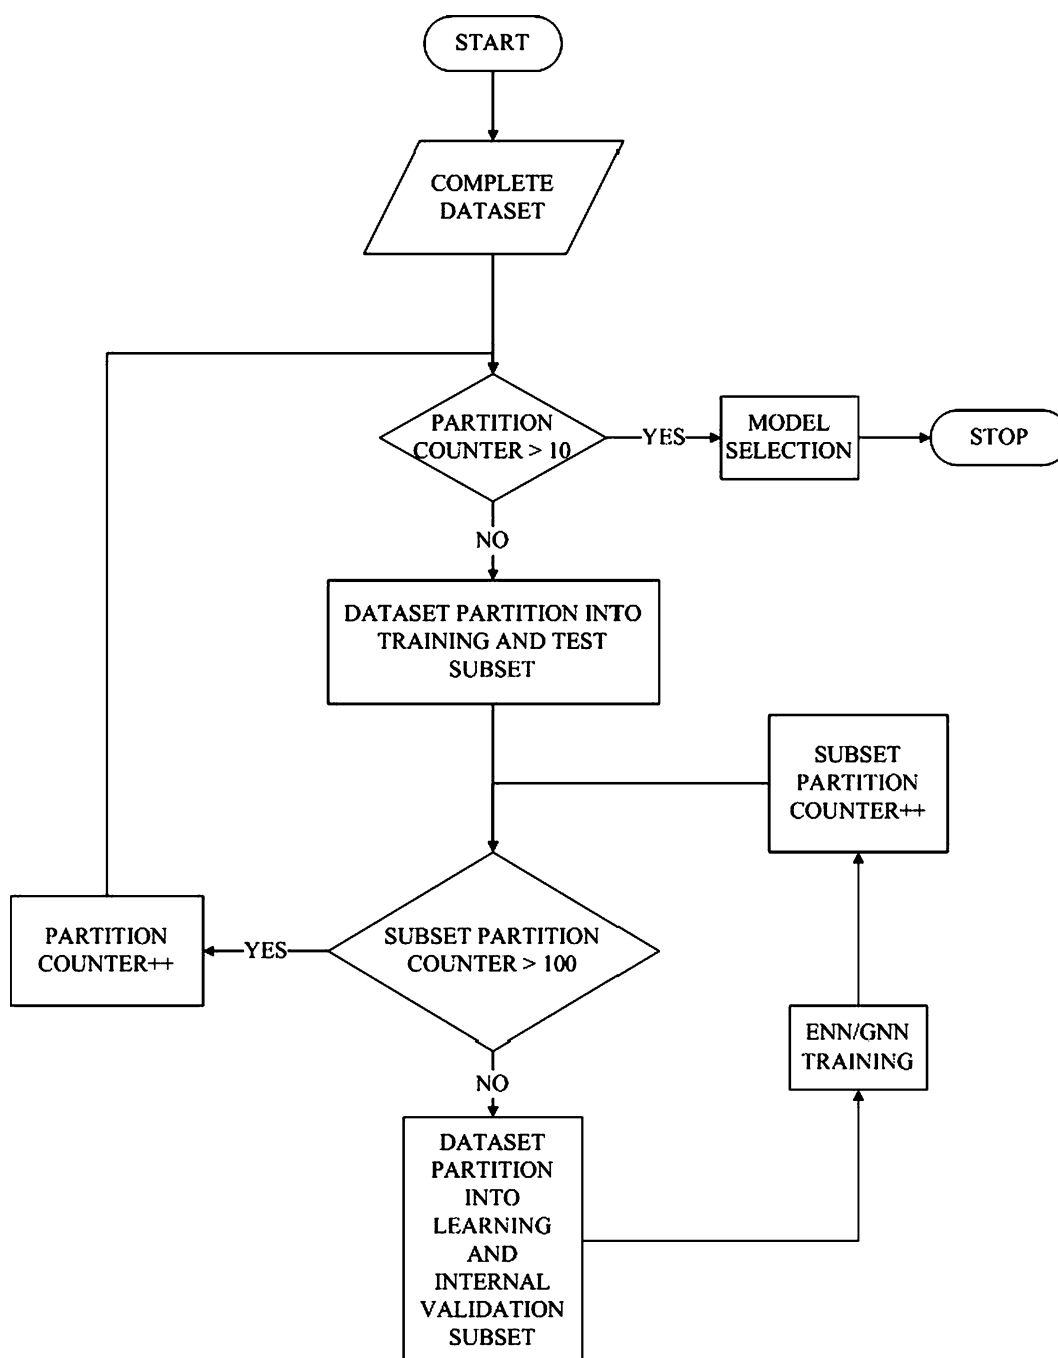 START
COMPLETE
DATASET
PARTITION
COUNTER > 10
YES
MODEL
SELECTION
STOP
NO
DATASET PARTITION INTO
TRAINING AND TEST
SUBSET
SUBSET
PARTITION
COUNTER++
PARTITION
COUNTER++
YES
SUBSET PARTITION
COUNTER > 100
ENN/GNN
TRAINING
NO
DATASET
PARTITION
INTO
LEARNING
AND
INTERNAL
VALIDATION
SUBSET